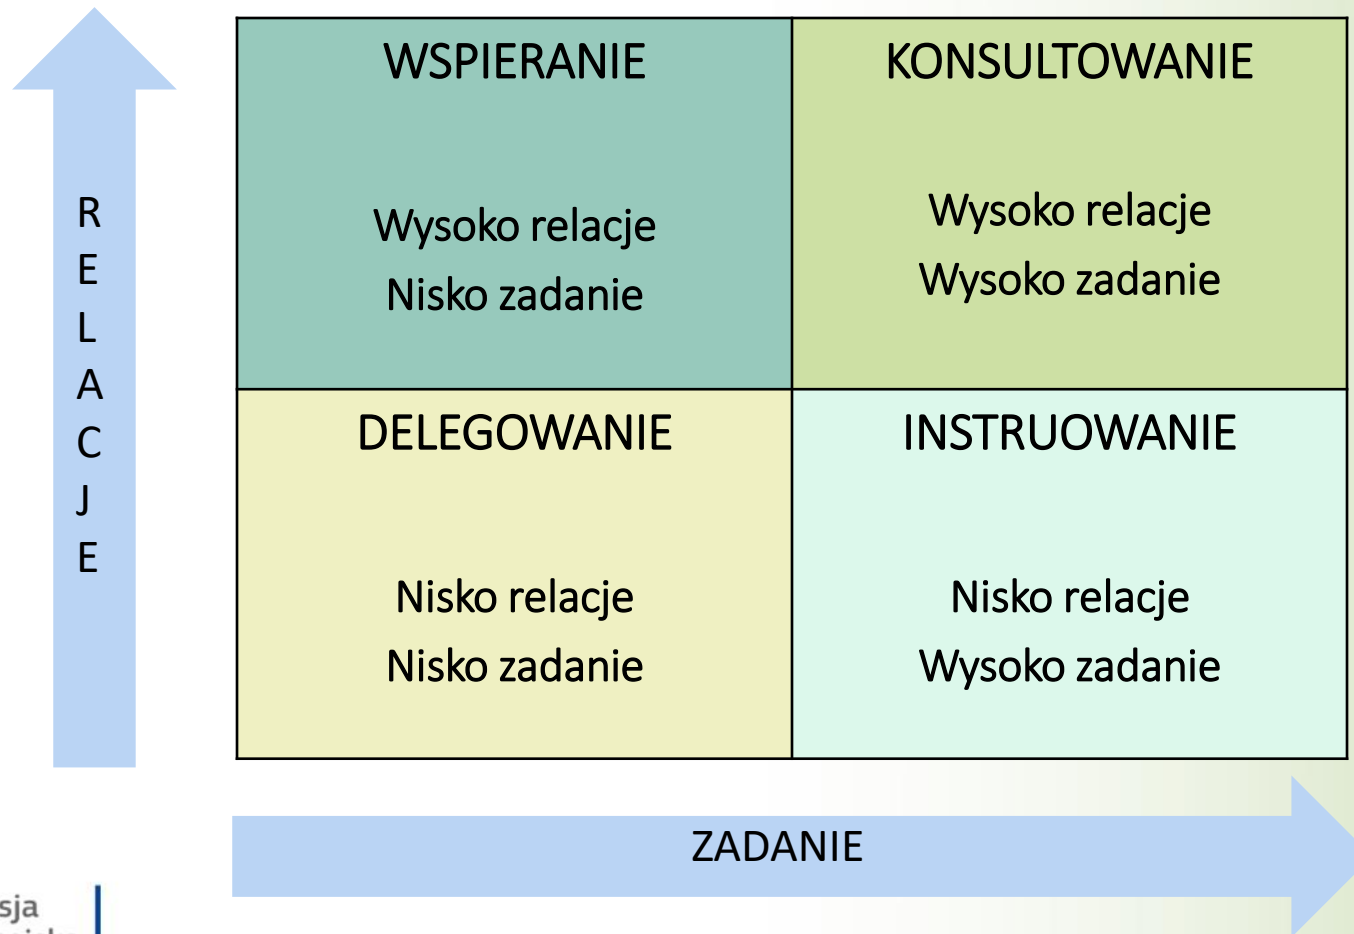 WSPIERANIE
Wysoko relacje
Nisko zadanie
KONSULTOWANIE
Wysoko relacje
Wysoko zadanie
R
E
L
A
C
J
E
DELEGOWANIE
Nisko relacje
Nisko zadanie
INSTRUOWANIE
Nisko relacje
Wysoko zadanie
ZADANIE
sja